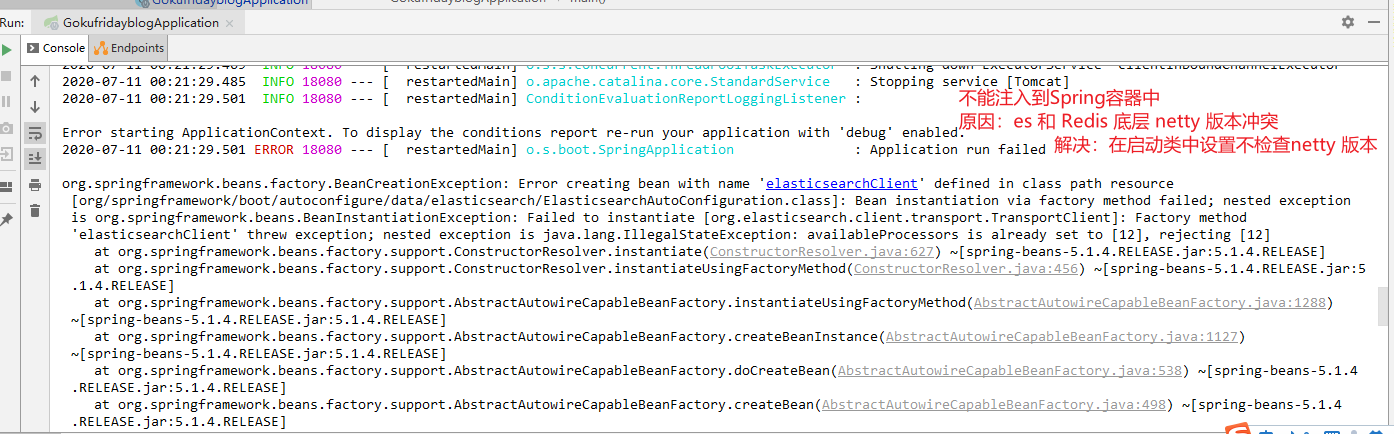 GokufridayblogApplication
Run: GokufridayblogApplication ×
Console Endpoints
2020-07-11 00:21:29.485 INFO 18080 --- [ restartedMain] o.apache.catalina.core.StandardService : Stopping service [Tomcat]
2020-07-11 00:21:29.501 INFO 18080 --- [ restartedMain] ConditionEvaluationReportLoggingListener :
不能注入到Spring容器中
原因：es 和 Redis 底层 netty 版本冲突
Error starting ApplicationContext. To display the conditions report re-run your application with 'debug' enabled.
解决：在启动类中设置不检查netty 版本
2020-07-11 00:21:29.501 ERROR 18080 --- [ restartedMain] o.s.boot.SpringApplication : Application run failed
org.springframework.beans.factory.BeanCreationException: Error creating bean with name 'elasticsearchClient' defined in class path resource
[org/springframework/boot/autoconfigure/data/elasticsearch/ElasticsearchAutoConfiguration.class]: Bean instantiation via factory method failed; nested exception
is org.springframework.beans.BeanInstantiationException: Failed to instantiate [org.elasticsearch.client.transport.TransportClient]: Factory method
'elasticsearchClient' threw exception; nested exception is java.lang.IllegalStateException: availableProcessors is already set to [12], rejecting [12]
at org.springframework.beans.factory.support.ConstructorResolver.instantiate(ConstructorResolver.java:627) ~[spring-beans-5.1.4.RELEASE.jar:5.1.4.RELEASE]
at org.springframework.beans.factory.support.ConstructorResolver.instantiateUsingFactoryMethod(ConstructorResolver.java:456) ~[spring-beans-5.1.4.RELEASE.jar:5
.1.4.RELEASE]
at org.springframework.beans.factory.support.AbstractAutowireCapableBeanFactory.instantiateUsingFactoryMethod(AbstractAutowireCapableBeanFactory.java:1288)
~[spring-beans-5.1.4.RELEASE.jar:5.1.4.RELEASE]
at org.springframework.beans.factory.support.AbstractAutowireCapableBeanFactory.createBeanInstance(AbstractAutowireCapableBeanFactory.java:1127)
~[spring-beans-5.1.4.RELEASE.jar:5.1.4.RELEASE]
at org.springframework.beans.factory.support.AbstractAutowireCapableBeanFactory.doCreateBean(AbstractAutowireCapableBeanFactory.java:538) ~[spring-beans-5.1.4
.RELEASE.jar:5.1.4.RELEASE]
at org.springframework.beans.factory.support.AbstractAutowireCapableBeanFactory.createBean(AbstractAutowireCapableBeanFactory.java:498) ~[spring-beans-5.1.4
.RELEASE.jar:5.1.4.RELEASE]